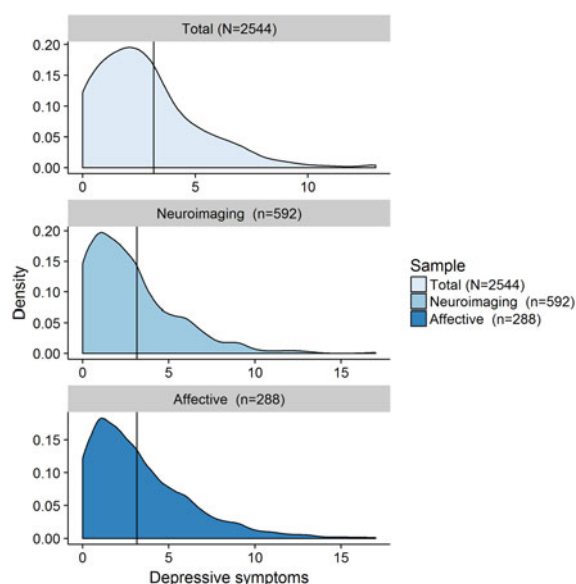 Total (N=2544)
0.20
0.15
0.10
0.05
0.00
0 5 10
Neuroimaging (n=592)
0.20
0.15
0.10
0.05
0.00
0 5 10 15
Affective (n=288)
0.15
0.10
0.05
0.00
0 5 10 15
Density
Depressive symptoms
Sample
Total (N=2544)
Neuroimaging (n=592)
Affective (n=288)